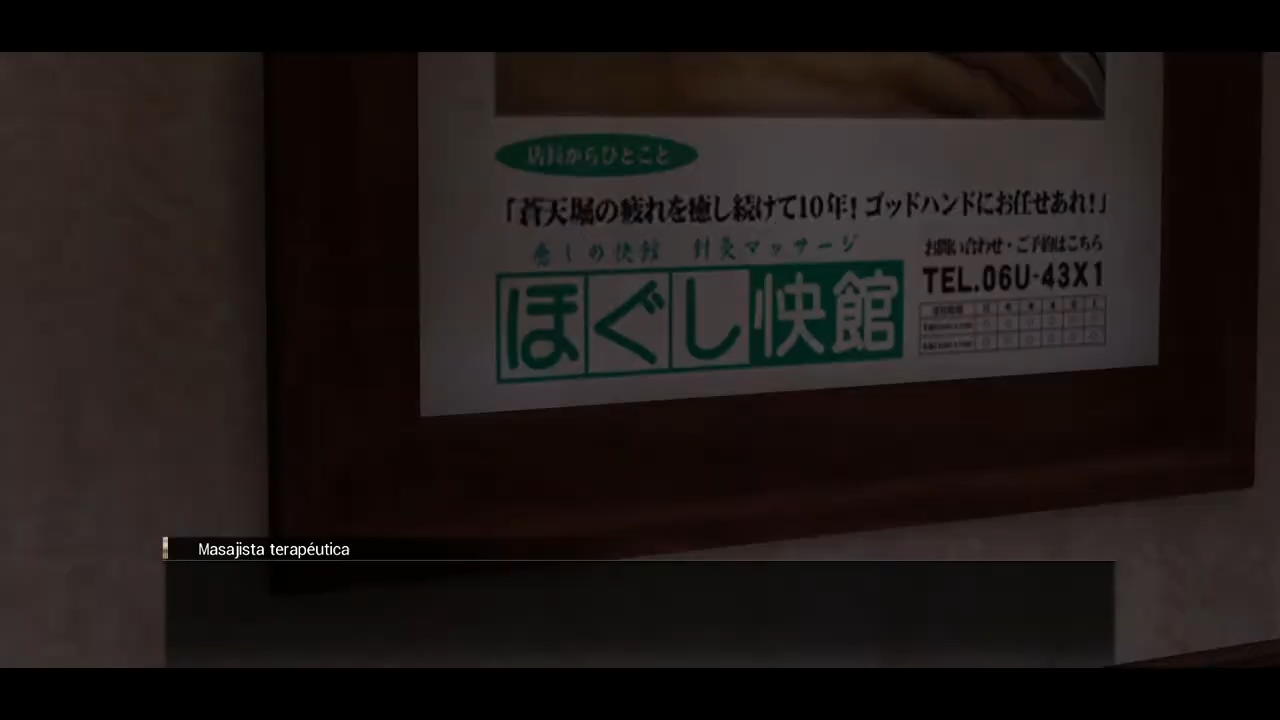 店長からひとこと
「蒼天堀の疲れを癒し続けて10年! ゴッドハンドにお任せあれ!」
癒しの快館 針灸マッサージ
ほぐし快館
お問い合わせ・ご予約はこちら
TEL.06U-43X1
Masajista terapéutica